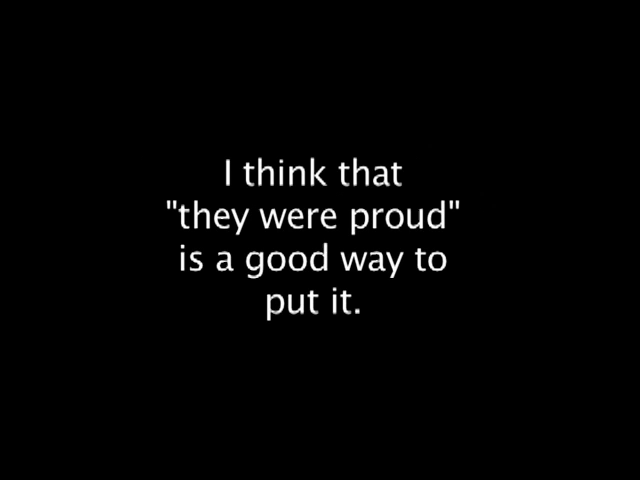 I think that
"they were proud"
is a good way to
put it.